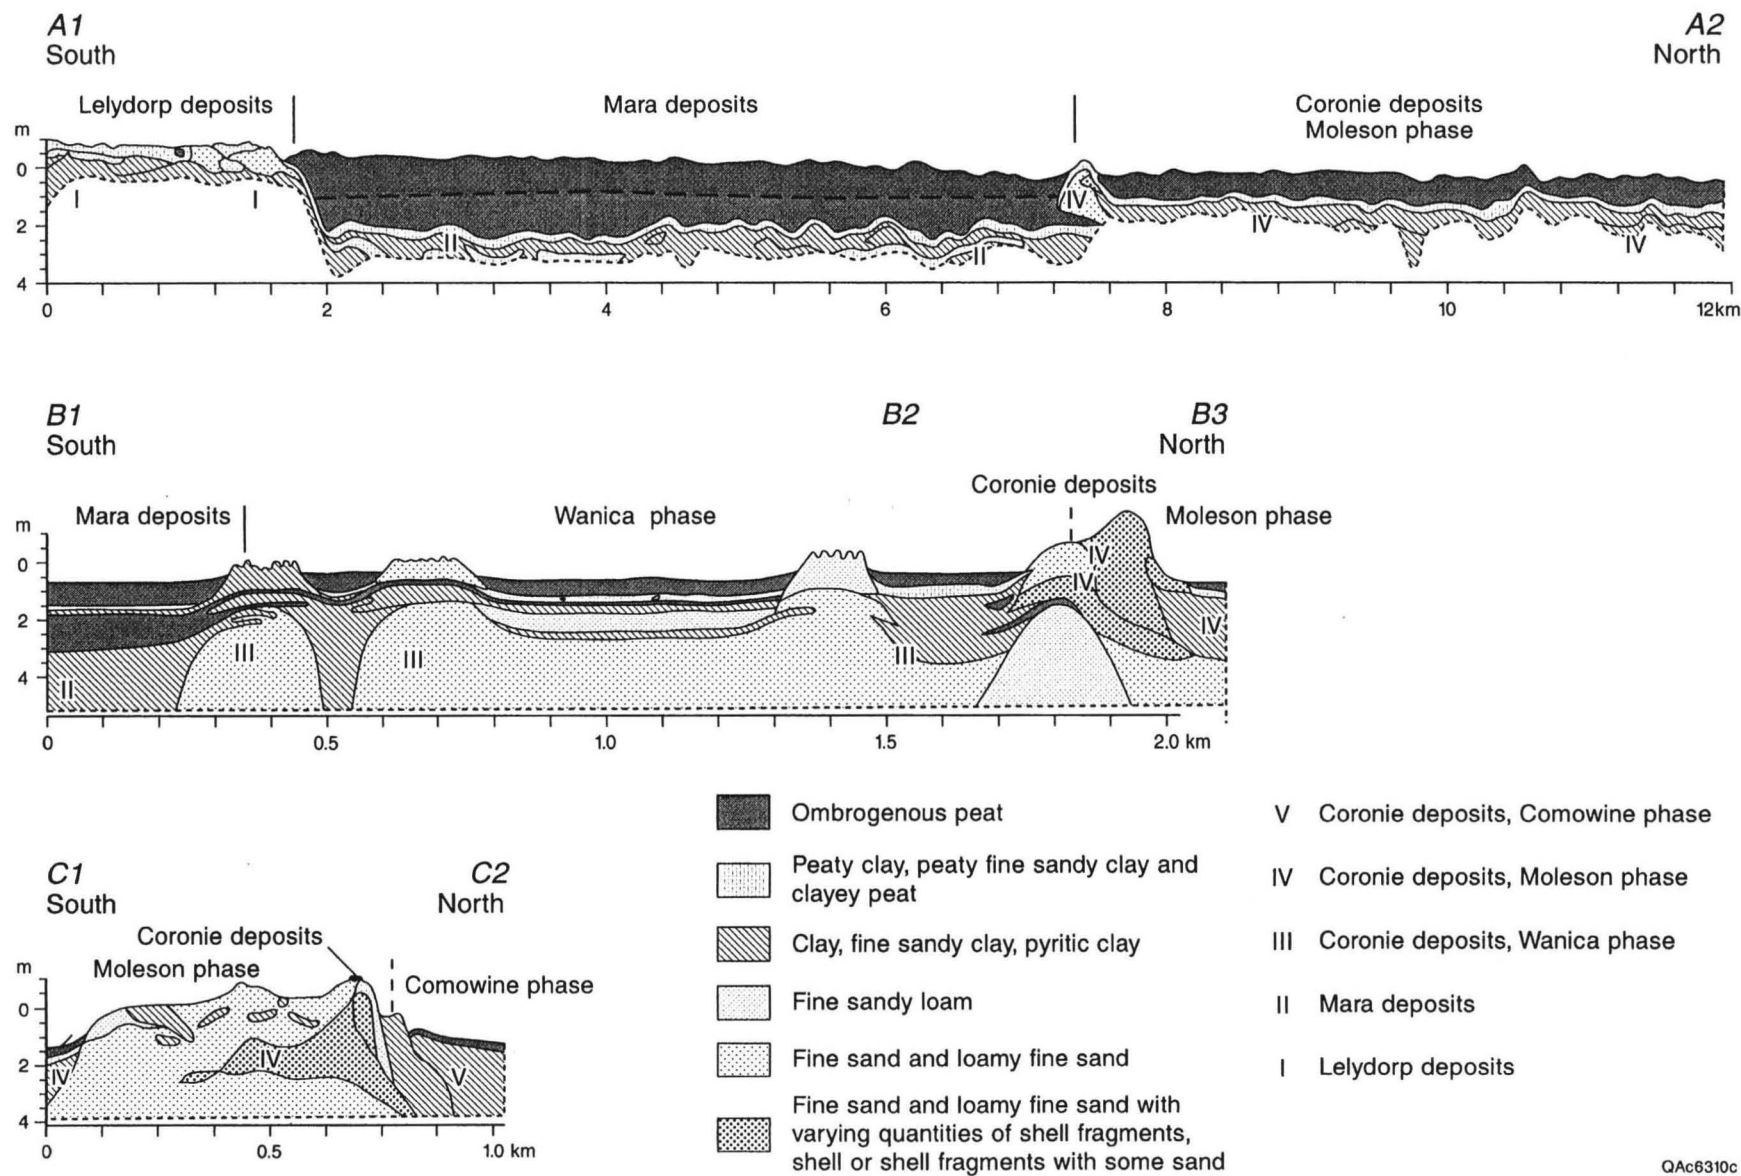 A1
South
A2
North
Lelydorp deposits
Mara deposits
Coronie deposits
Moleson phase
m
0
2
4
I
I
II
II
IV
IV
IV
0
2
4
6
8
10
12km
B1
South
B2
B3
North
Coronie deposits
Mara deposits
Wanica phase
Moleson phase
m
0
2
4
II
III
III
III
IV
IV
IV
0
0.5
1.0
1.5
2.0 km
C1
South
C2
North
Coronie deposits
Moleson phase
Comowine phase
m
0
2
4
IV
IV
V
0
0.5
1.0 km
Ombrogenous peat
Peaty clay, peaty fine sandy clay and
clayey peat
Clay, fine sandy clay, pyritic clay
Fine sandy loam
Fine sand and loamy fine sand
Fine sand and loamy fine sand with
varying quantities of shell fragments,
shell or shell fragments with some sand
V Coronie deposits, Comowine phase
IV Coronie deposits, Moleson phase
III Coronie deposits, Wanica phase
II Mara deposits
I Lelydorp deposits
QAc6310c